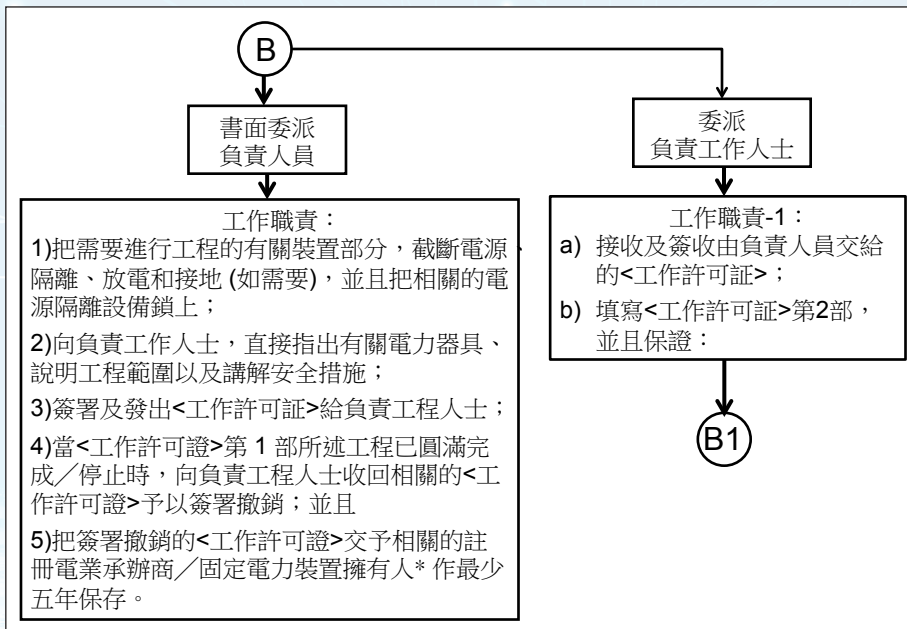 B
書面委派
負責人員
工作職責：
1)把需要進行工程的有關裝置部分，截斷電源、
隔離、放電和接地 (如需要)，並且把相關的電
源隔離設備鎖上；
2)向負責工作人士，直接指出有關電力器具、
說明工程範圍以及講解安全措施；
3)簽署及發出<工作許可証>給負責工程人士；
4)當<工作許可證>第 1 部所述工程已圓滿完
成／停止時，向負責工程人士收回相關的<工
作許可證>予以簽署撤銷；並且
5)把簽署撤銷的<工作許可證>交予相關的註
冊電業承辦商／固定電力裝置擁有人* 作最少
五年保存。
委派
負責工作人士
工作職責-1：
a) 接收及簽收由負責人員交給
的<工作許可証>；
b) 填寫<工作許可証>第2部，
並且保證：
B1